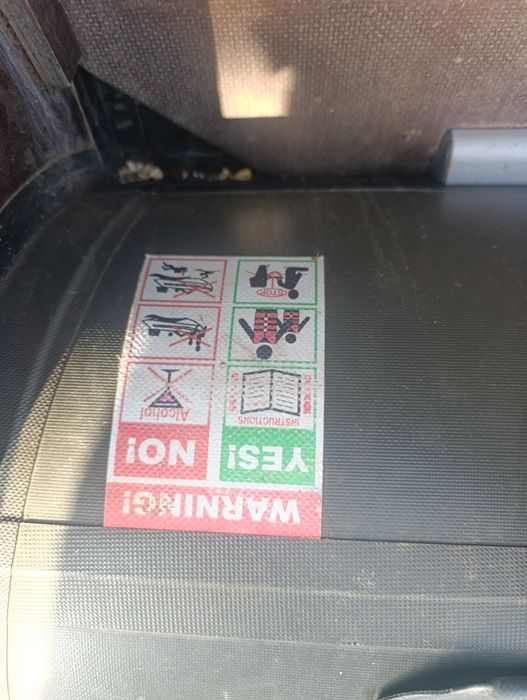 WARNING!
YES! NO!
INSTRUCTIONS Alcohol
STOP